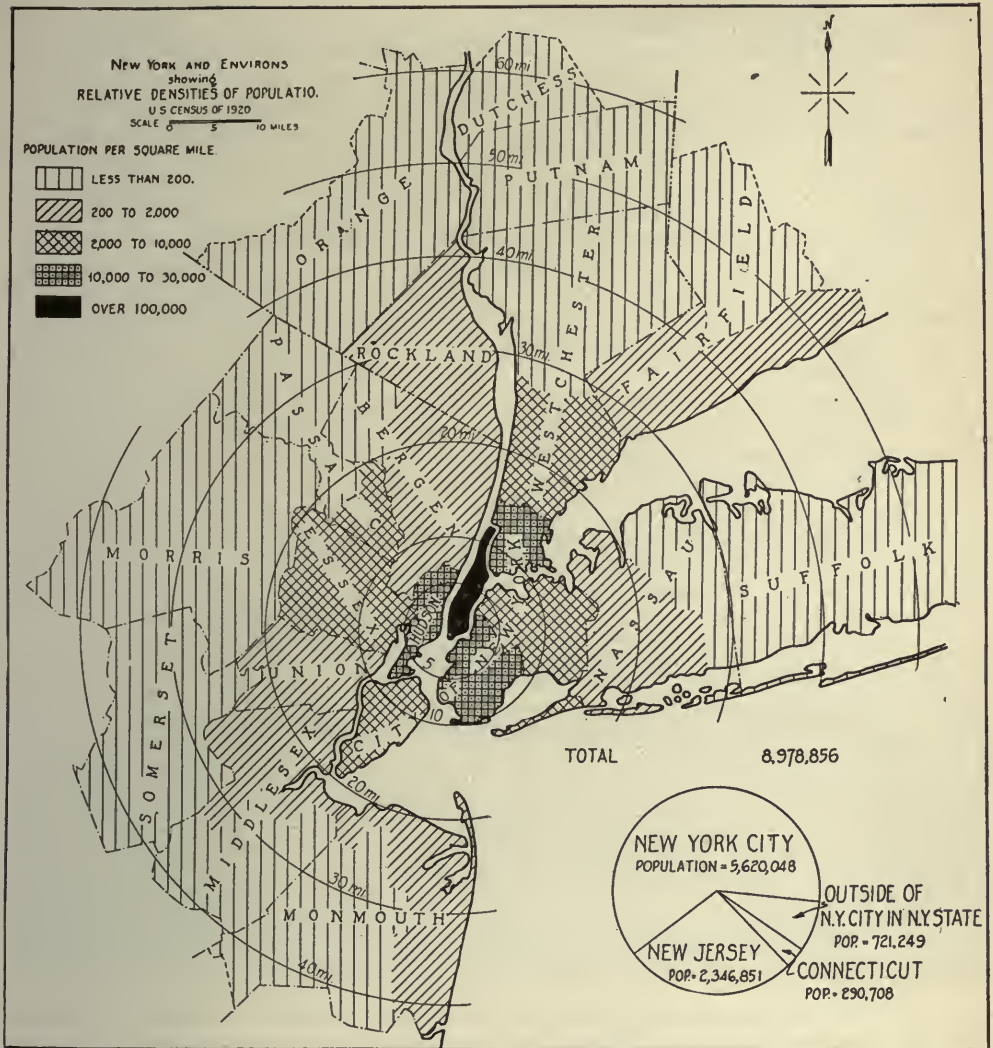 NEW YORK AND ENVIRONS
showing
RELATIVE DENSITIES OF POPULATIO.
U S CENSUS OF 1920
SCALE 0 5 10 MILES
POPULATION PER SQUARE MILE.
LESS THAN 200.
200 TO 2,000
2,000 TO 10,000
10,000 TO 30,000
OVER 100,000
N
60 mi.
DUTCHESS
50 mi.
PUTNAM
ORANGE
40 mi.
WESTCHESTER
FAIRFIELD
30 mi.
ROCKLAND
PASSAIC
BERGEN
20 mi.
MORRIS
ESSEX
HUDSON
UNION
CITY OF NEW YORK
5
10
NASSAU
SUFFOLK
SOMERSET
MIDDLESEX
20 mi.
30 mi.
MONMOUTH
40 mi.
TOTAL 8,978,856
NEW YORK CITY
POPULATION = 5,620,048
OUTSIDE OF
N.Y. CITY IN N.Y. STATE
POP. = 721,249
NEW JERSEY
POP. = 2,346,851
CONNECTICUT
POP. = 290,708